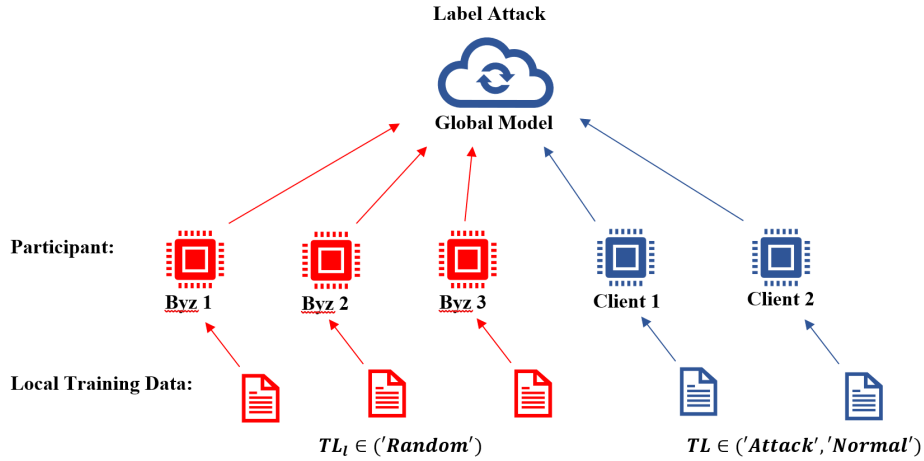 Label Attack
Global Model
Participant:
Byz 1
Byz 2
Byz 3
Client 1
Client 2
Local Training Data:
TLₗ ∈ ('Random')
TL ∈ ('Attack','Normal')